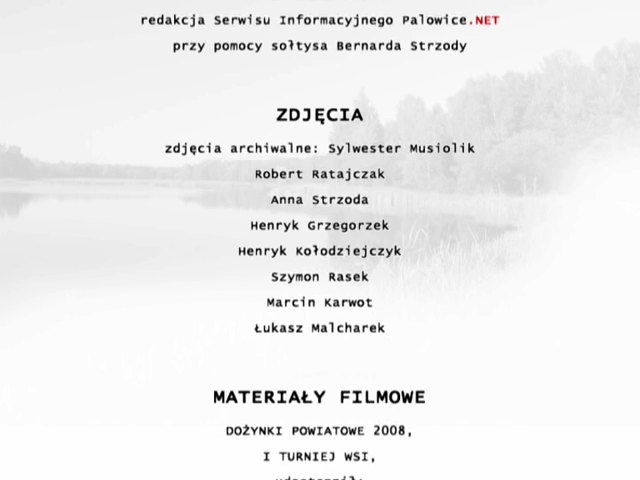 redakcja Serwisu Informacyjnego Palowice.NET
przy pomocy sołtysa Bernarda Strzody
ZDJĘCIA
zdjęcia archiwalne: Sylwester Musiolik
Robert Ratajczak
Anna Strzoda
Henryk Grzegorzek
Henryk Kołodziejczyk
Szymon Rasek
Marcin Karwot
Łukasz Malcharek
MATERIAŁY FILMOWE
DOŻYNKI POWIATOWE 2008,
I TURNIEJ WSI,